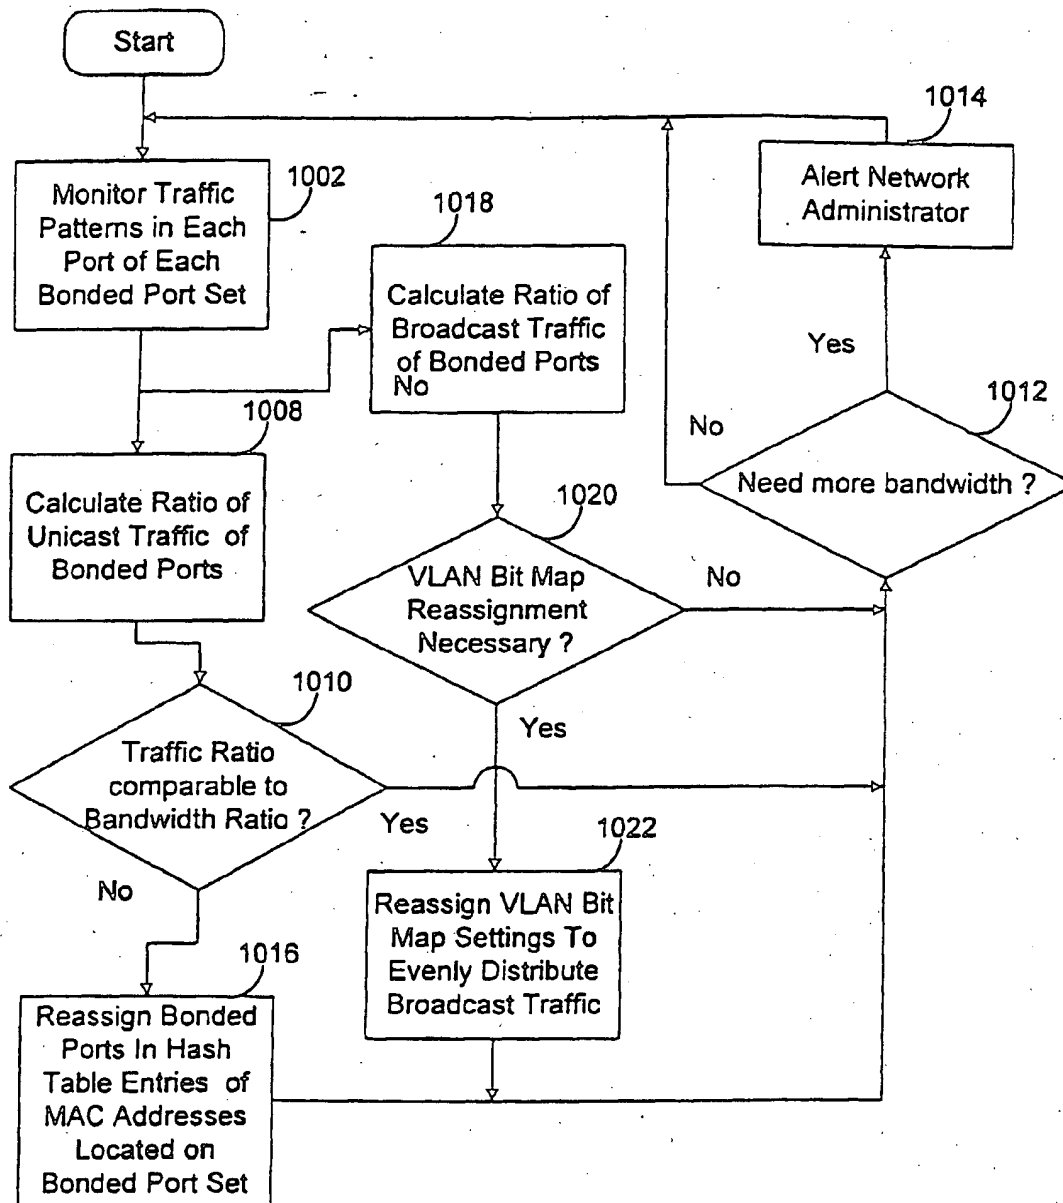 Start
1014
Alert Network
Administrator
1002
Monitor Traffic
Patterns in Each
Port of Each
Bonded Port Set
1018
Calculate Ratio of
Broadcast Traffic
of Bonded Ports
No
Yes
1012
No
Need more bandwidth ?
1008
Calculate Ratio of
Unicast Traffic of
Bonded Ports
1020
VLAN Bit Map
Reassignment
Necessary ?
No
Yes
1010
Traffic Ratio
comparable to
Bandwidth Ratio ?
Yes
No
1022
Reassign VLAN Bit
Map Settings To
Evenly Distribute
Broadcast Traffic
1016
Reassign Bonded
Ports In Hash
Table Entries of
MAC Addresses
Located on
Bonded Port Set